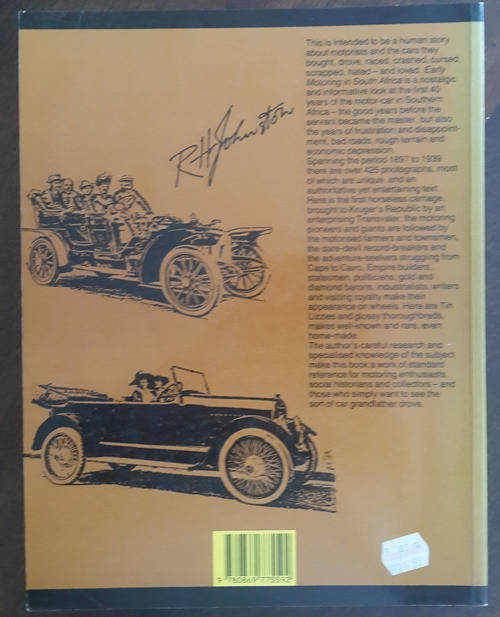 This is intended to be a human story
about motorists and the cars they
bought, drove, raced, crashed, cursed,
scrapped, hated – and loved. Early
Motoring in South Africa is a nostalgic
and informative look at the first 40
years of the motor-car in Southern
Africa – the good years before the
servant became the master, but also
the years of frustration and disappoint-
ment, bad roads, rough terrain and
economic depression.
Spanning the period 1897 to 1939
there are over 425 photographs, most
of which are unique, and an
authoritative yet entertaining text.
Here is the first horseless carriage,
brought to Kruger's Republic by an
enterprising Transvaler; the motoring
pioneers and giants are followed by
the motorised farmers and townsmen,
the dare-devil record-breakers and
the adventure-seekers struggling from
Cape to Cairo. Empire builders,
statesmen, politicians, gold and
diamond barons, industrialists, writers
and visiting royalty make their
appearance on wheels. Here are Tin
Lizzies and glossy thoroughbreds,
makes well-known and rare, even
home-made.
The author's careful research and
specialised knowledge of the subject
make this book a work of standard
reference for motoring enthusiasts,
social historians and collectors – and
those who simply want to see the
sort of car grandfather drove.
RH Johnston
9 780869 775592